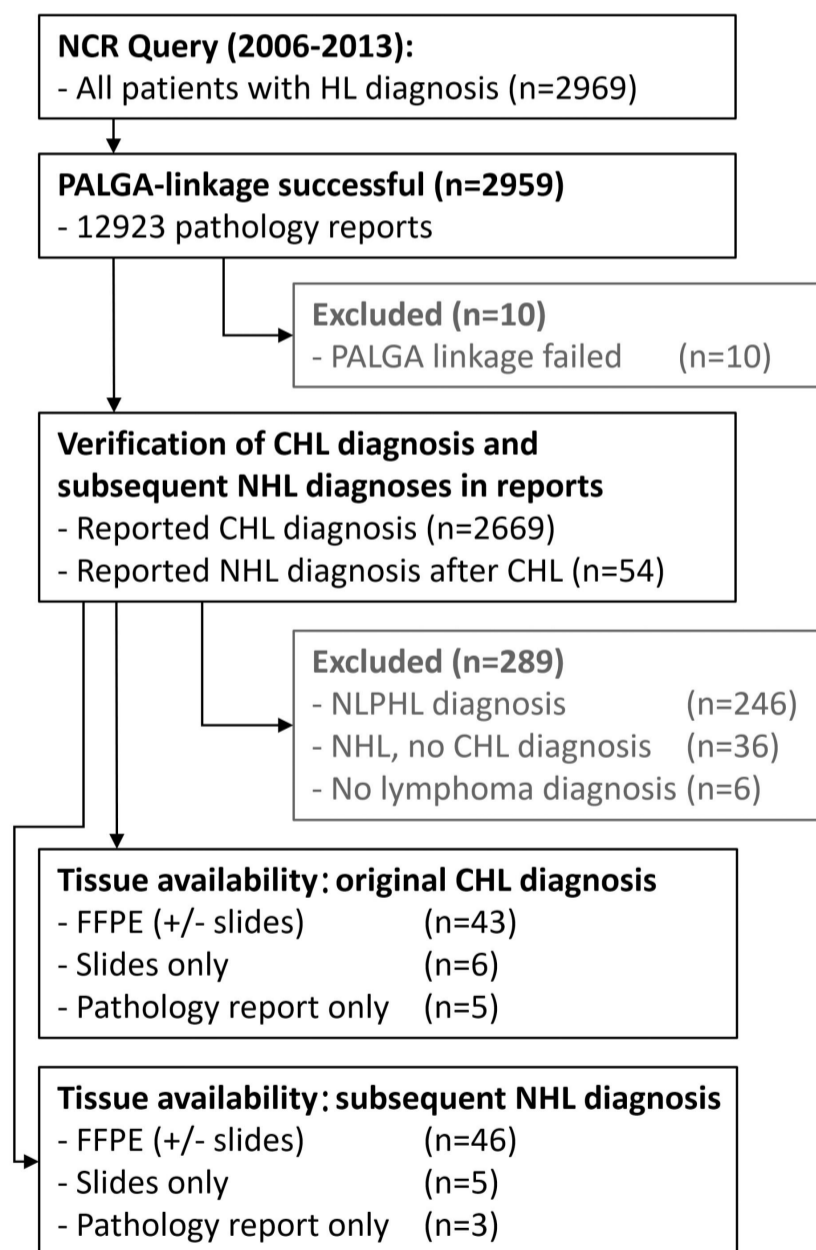 NCR Query (2006-2013):
- All patients with HL diagnosis (n=2969)
PALGA-linkage successful (n=2959)
- 12923 pathology reports
Excluded (n=10)
- PALGA linkage failed (n=10)
Verification of CHL diagnosis and
subsequent NHL diagnoses in reports
- Reported CHL diagnosis (n=2669)
- Reported NHL diagnosis after CHL (n=54)
Excluded (n=289)
- NLPHL diagnosis (n=246)
- NHL, no CHL diagnosis (n=36)
- No lymphoma diagnosis (n=6)
Tissue availability: original CHL diagnosis
- FFPE (+/- slides) (n=43)
- Slides only (n=6)
- Pathology report only (n=5)
Tissue availability: subsequent NHL diagnosis
- FFPE (+/- slides) (n=46)
- Slides only (n=5)
- Pathology report only (n=3)